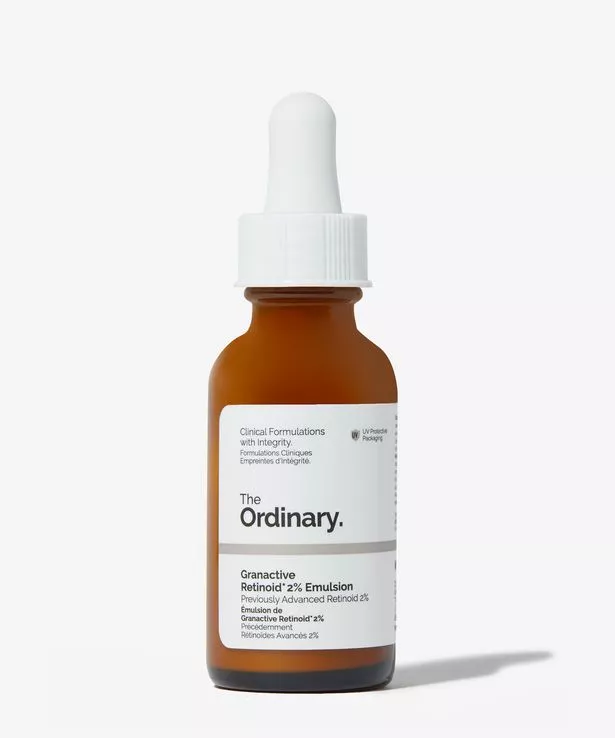 Clinical Formulations
with Integrity.
Formulations Cliniques
Empreintes d'Intégrité.
UV
UV Protective
Packaging
The
Ordinary.
Granactive
Retinoid* 2% Emulsion
Previously Advanced Retinoid 2%
Émulsion de
Granactive Retinoid* 2%
Précédemment
Rétinoïdes Avancés 2%